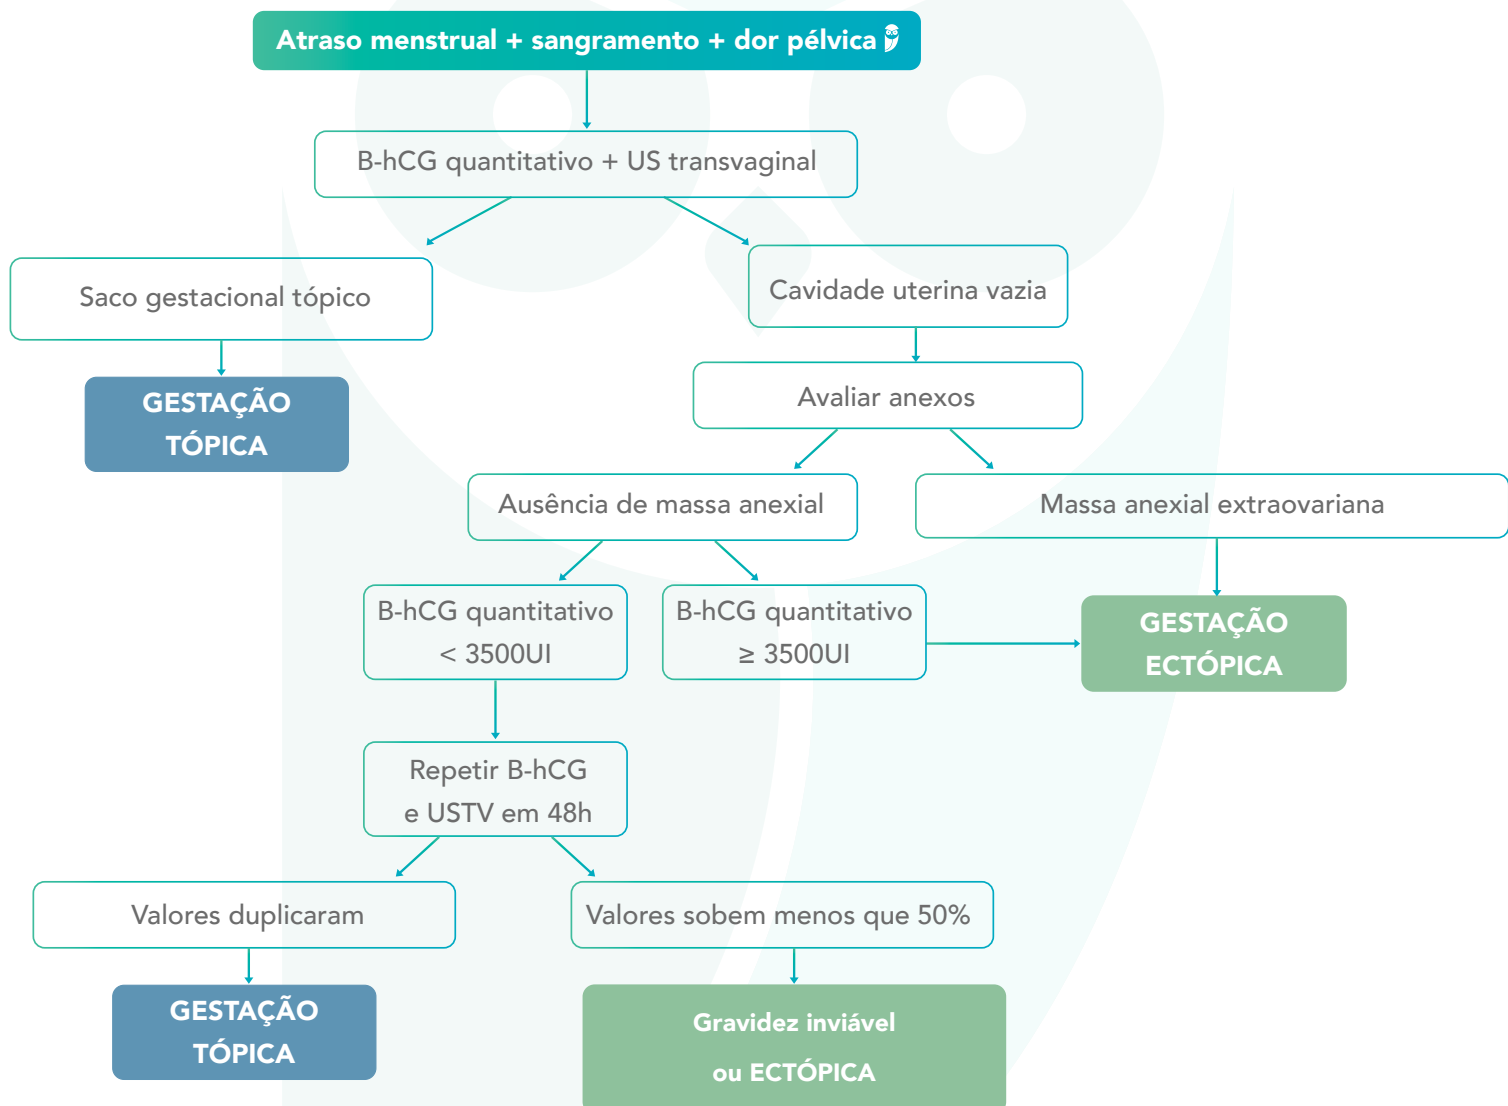 Atraso menstrual + sangramento + dor pélvica
B-hCG quantitativo + US transvaginal
Saco gestacional tópico
Cavidade uterina vazia
GESTAÇÃO
TÓPICA
Avaliar anexos
Ausência de massa anexial
Massa anexial extraovariana
B-hCG quantitativo
< 3500UI
B-hCG quantitativo
≥ 3500UI
GESTAÇÃO
ECTÓPICA
Repetir B-hCG
e USTV em 48h
Valores duplicaram
Valores sobem menos que 50%
GESTAÇÃO
TÓPICA
Gravidez inviável
ou ECTÓPICA